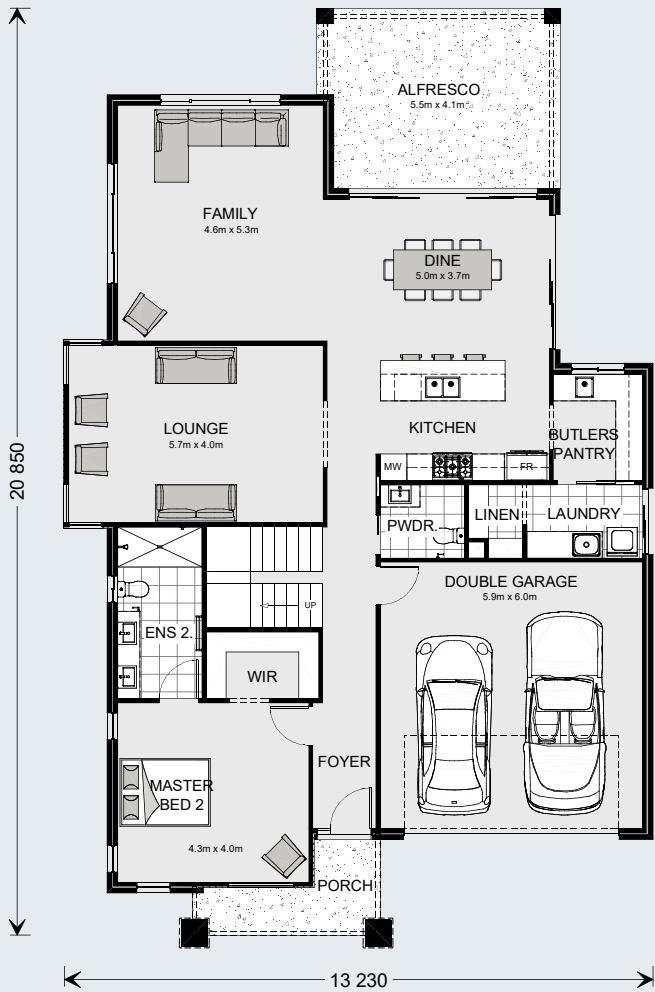 ALFRESCO
5.5m x 4.1m
FAMILY
4.6m x 5.3m
DINE
5.0m x 3.7m
LOUNGE
5.7m x 4.0m
KITCHEN
BUTLERS
PANTRY
MW
FR
20 850
PWDR.
LINEN
LAUNDRY
DOUBLE GARAGE
5.9m x 6.0m
UP
ENS 2.
WIR
FOYER
MASTER
BED 2
4.3m x 4.0m
PORCH
13 230